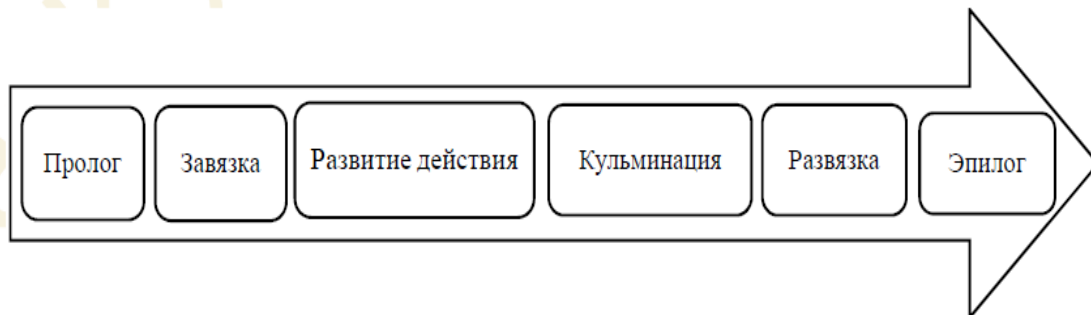 Пролог
Завязка
Развитие действия
Кульминация
Развязка
Эпилог